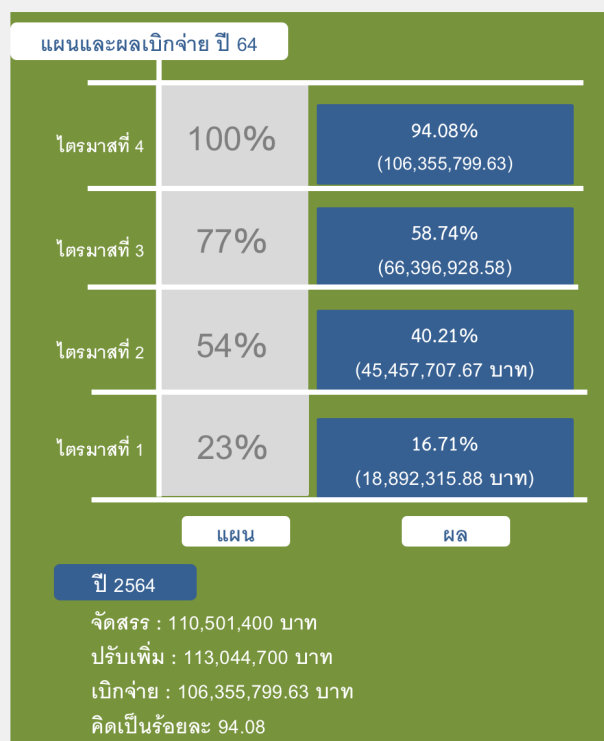 แผนและผลเบิกจ่าย ปี 64
ไตรมาสที่ 4
100%
94.08%
(106,355,799.63)
ไตรมาสที่ 3
77%
58.74%
(66,396,928.58)
ไตรมาสที่ 2
54%
40.21%
(45,457,707.67 บาท)
ไตรมาสที่ 1
23%
16.71%
(18,892,315.88 บาท)
แผน
ผล
ปี 2564
จัดสรร : 110,501,400 บาท
ปรับเพิ่ม : 113,044,700 บาท
เบิกจ่าย : 106,355,799.63 บาท
คิดเป็นร้อยละ 94.08